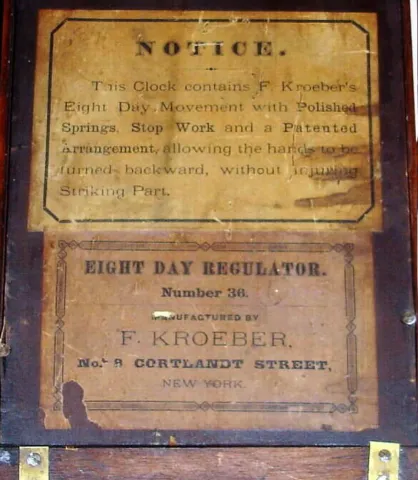 NOTICE.
This Clock contains F. Kroeber's
Eight Day Movement with Polished
Springs, Stop Work and a Patented
Arrangement, allowing the hands to be
turned backward, without injuring
Striking Part.
EIGHT DAY REGULATOR.
Number 36.
MANUFACTURED BY
F. KROEBER,
No. 8 CORTLANDT STREET,
NEW YORK.